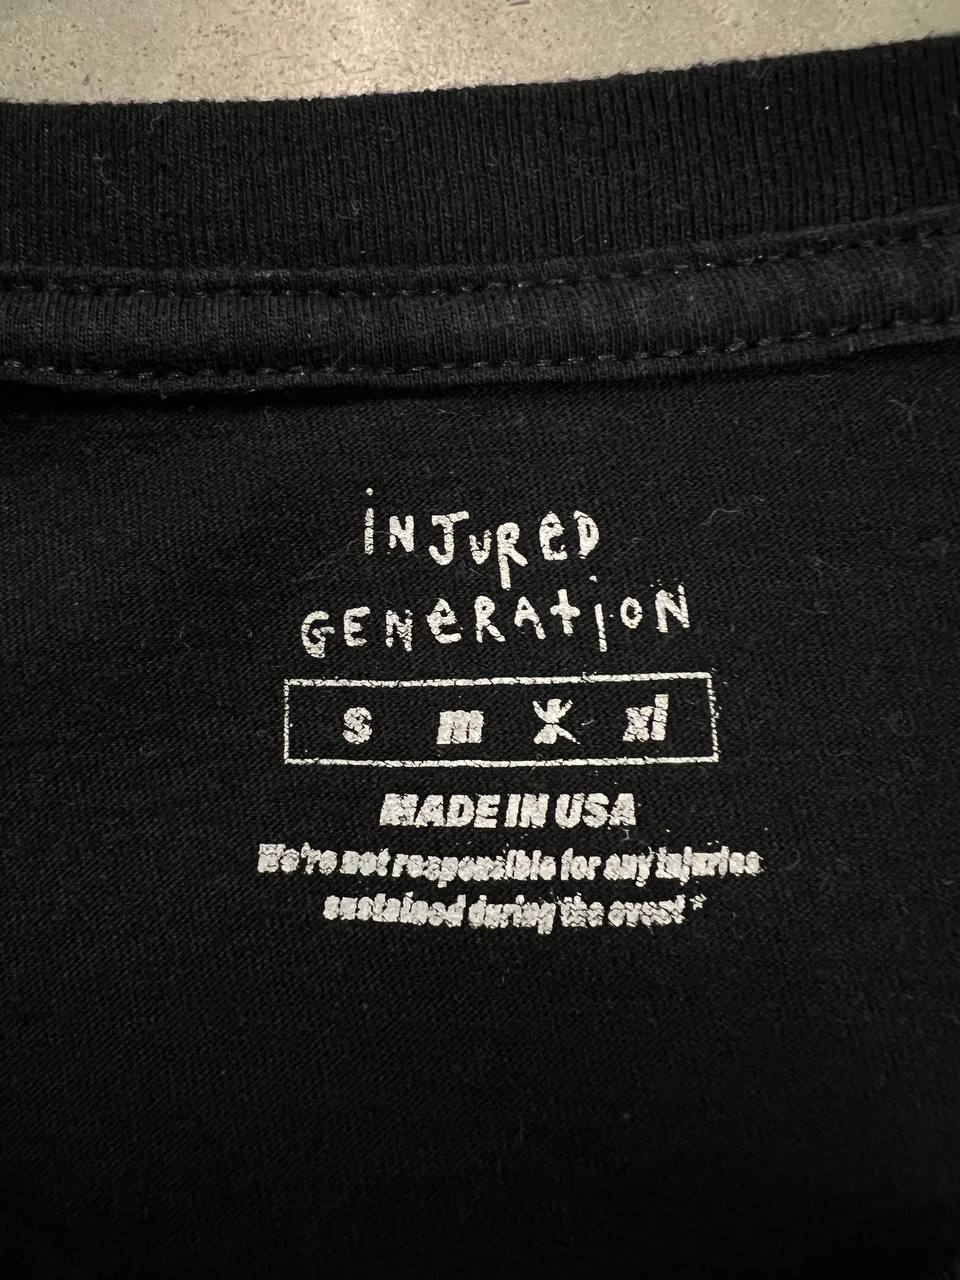 iNJURED
GENeRAtiON
s m xl
MADE IN USA
We're not responsible for any injuries
sustained during the event *